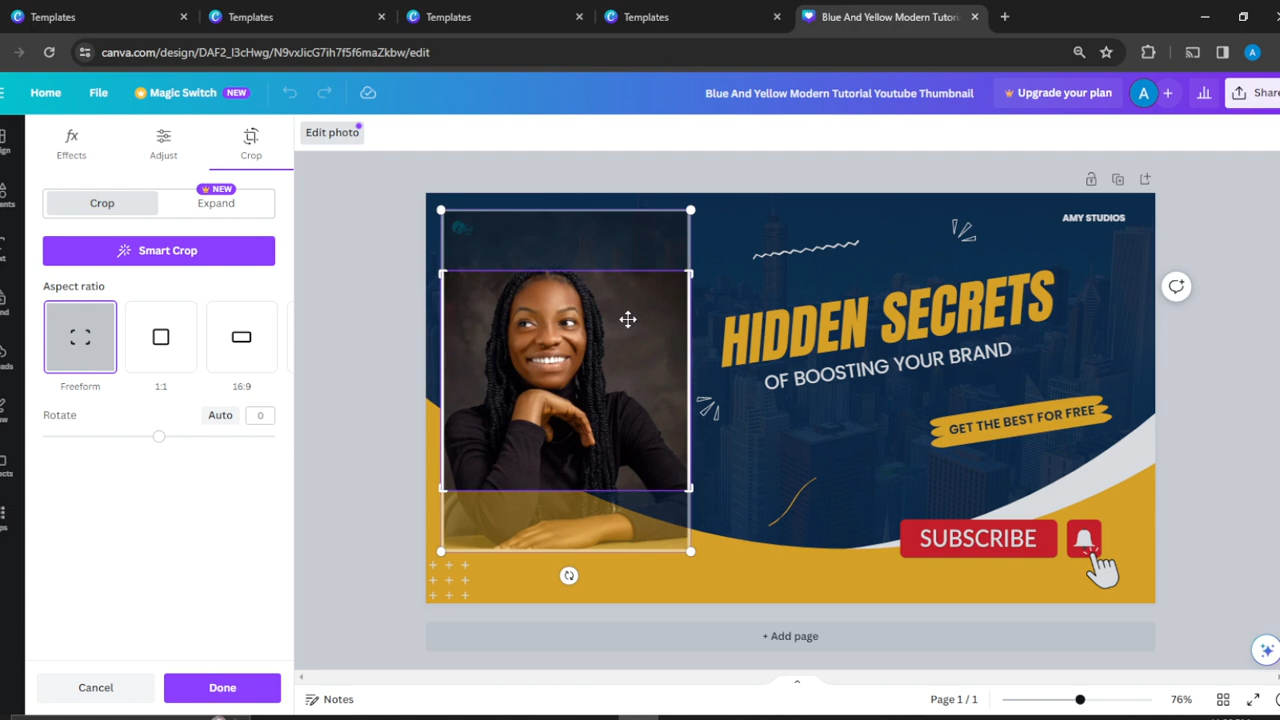 Templates
Templates
Templates
Templates
Blue And Yellow Modern Tutori
canva.com/design/DAF2_I3cHwg/N9vxJicG7ih7f5f6maZkbw/edit
A
Home
File
Magic Switch
NEW
Blue And Yellow Modern Tutorial Youtube Thumbnail
Upgrade your plan
A
Share
Effects
Adjust
Crop
Edit photo
NEW
Crop
Expand
Smart Crop
Aspect ratio
Freeform
1:1
16:9
Rotate
Auto
0
AMY STUDIOS
HIDDEN SECRETS
OF BOOSTING YOUR BRAND
GET THE BEST FOR FREE
SUBSCRIBE
+ Add page
Cancel
Done
Notes
Page 1 / 1
76%